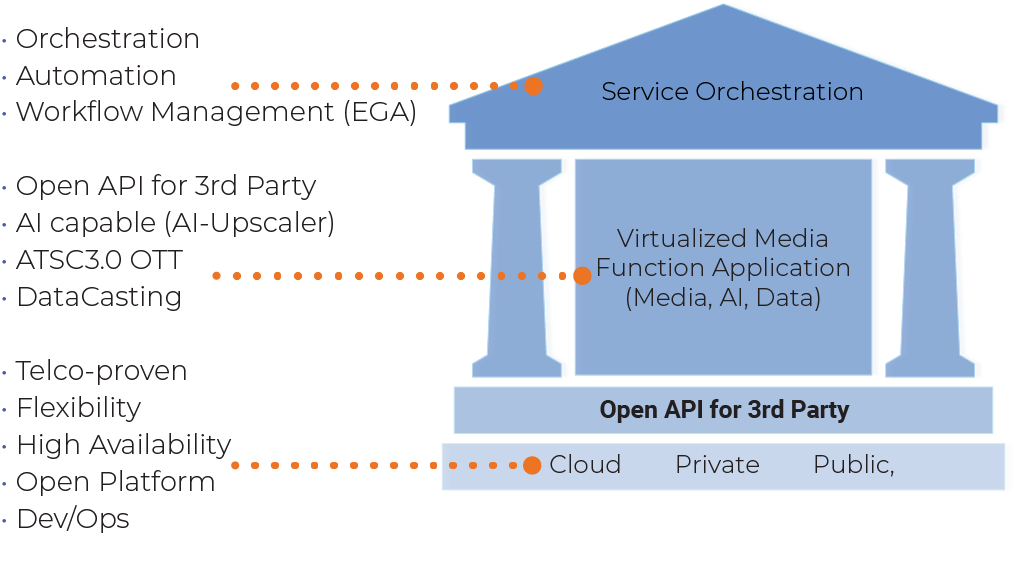 · Orchestration
· Automation
· Workflow Management (EGA)
Service Orchestration
· Open API for 3rd Party
· AI capable (AI-Upscaler)
· ATSC3.0 OTT
· DataCasting
Virtualized Media
Function Application
(Media, AI, Data)
· Telco-proven
· Flexibility
· High Availability
· Open Platform
· Dev/Ops
Open API for 3rd Party
Cloud Private Public,